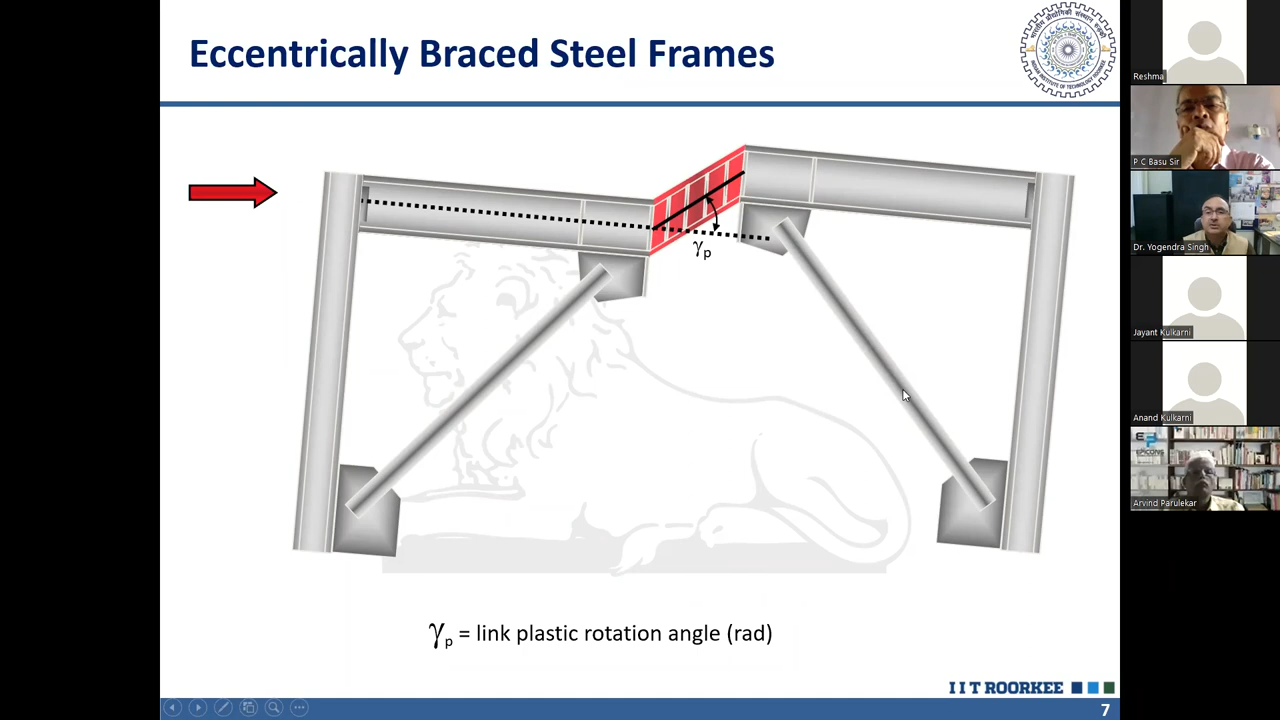 Eccentrically Braced Steel Frames
γp
γp = link plastic rotation angle (rad)
I I T ROORKEE
7
Reshma
P C Basu Sir
Dr. Yogendra Singh
Jayant Kulkarni
Anand Kulkarni
EPICONS
Arvind Parulekar